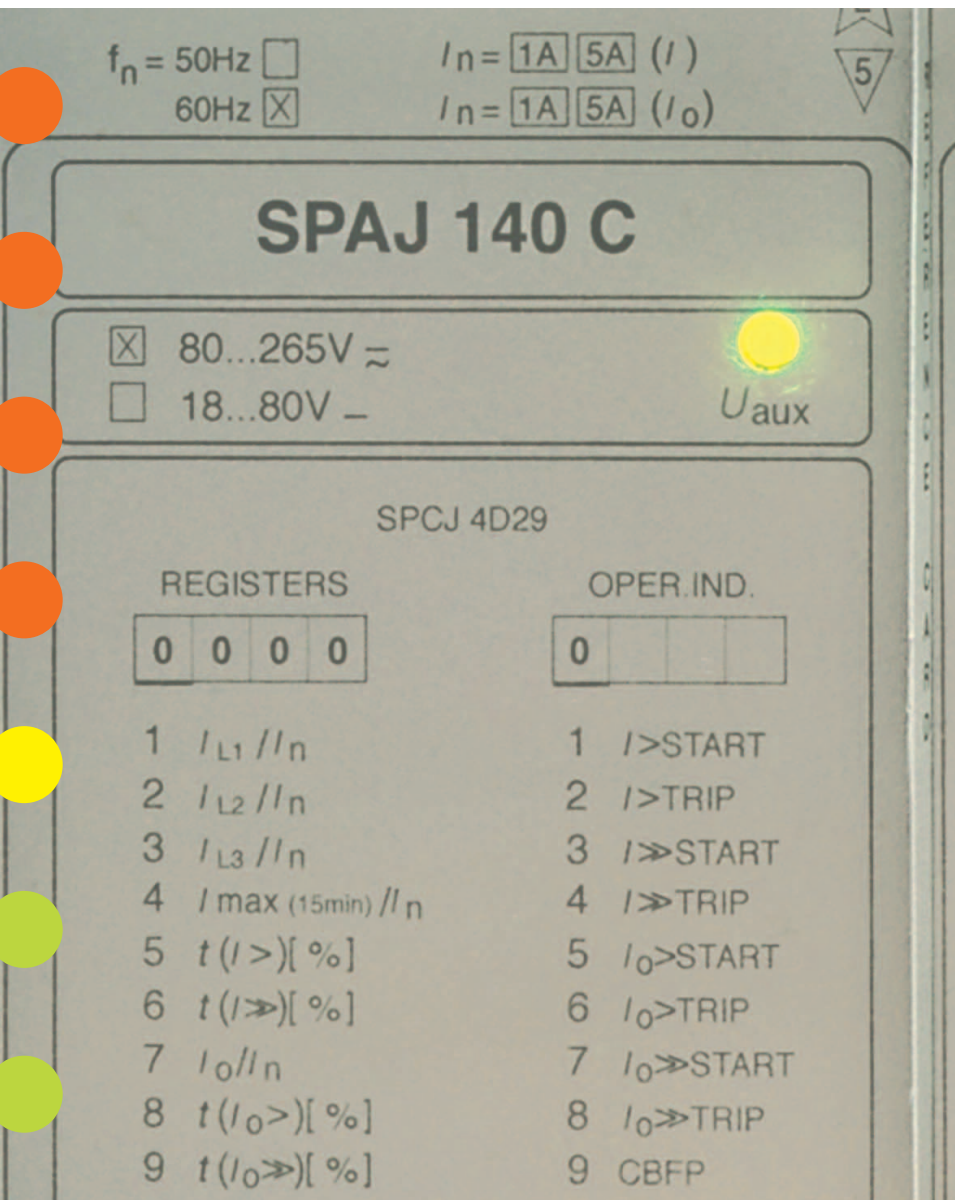 fn = 50Hz In = 1A 5A (I)
60Hz X In = 1A 5A (I0)
5
SPAJ 140 C
X 80...265V ⎓
18...80V –
Uaux
SPCJ 4D29
REGISTERS OPER.IND.
0 0 0 0 0
1 IL1 /In 1 I>START
2 IL2 /In 2 I>TRIP
3 IL3 /In 3 I≫START
4 I max (15min) /In 4 I≫TRIP
5 t (I >)[ %] 5 I0>START
6 t (I≫)[ %] 6 I0>TRIP
7 I0/In 7 I0≫START
8 t (I0>)[ %] 8 I0≫TRIP
9 t (I0≫)[ %] 9 CBFP